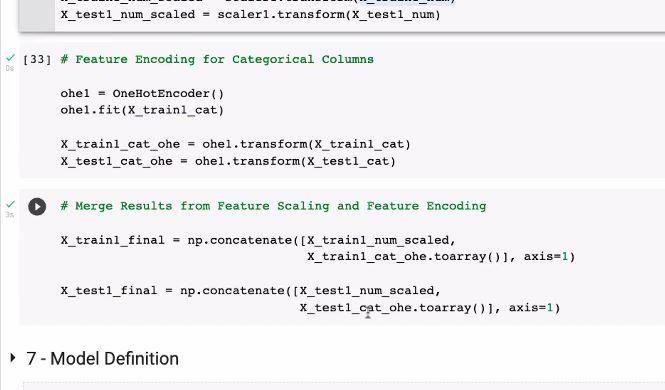 X_test1_num_scaled = scaler1.transform(X_test1_num)
[33] # Feature Encoding for Categorical Columns
0s
ohe1 = OneHotEncoder()
ohe1.fit(X_train1_cat)
X_train1_cat_ohe = ohe1.transform(X_train1_cat)
X_test1_cat_ohe = ohe1.transform(X_test1_cat)
# Merge Results from Feature Scaling and Feature Encoding
3s
X_train1_final = np.concatenate([X_train1_num_scaled,
X_train1_cat_ohe.toarray()], axis=1)
X_test1_final = np.concatenate([X_test1_num_scaled,
X_test1_cat_ohe.toarray()], axis=1)
7 - Model Definition